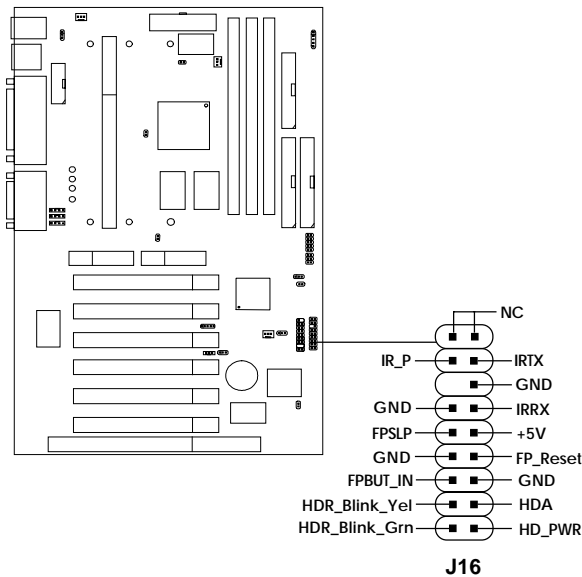 NC
IR_P IRTX
GND
GND IRRX
FPSLP +5V
GND FP_Reset
FPBUT_IN GND
HDR_Blink_Yel HDA
HDR_Blink_Grn HD_PWR
J16